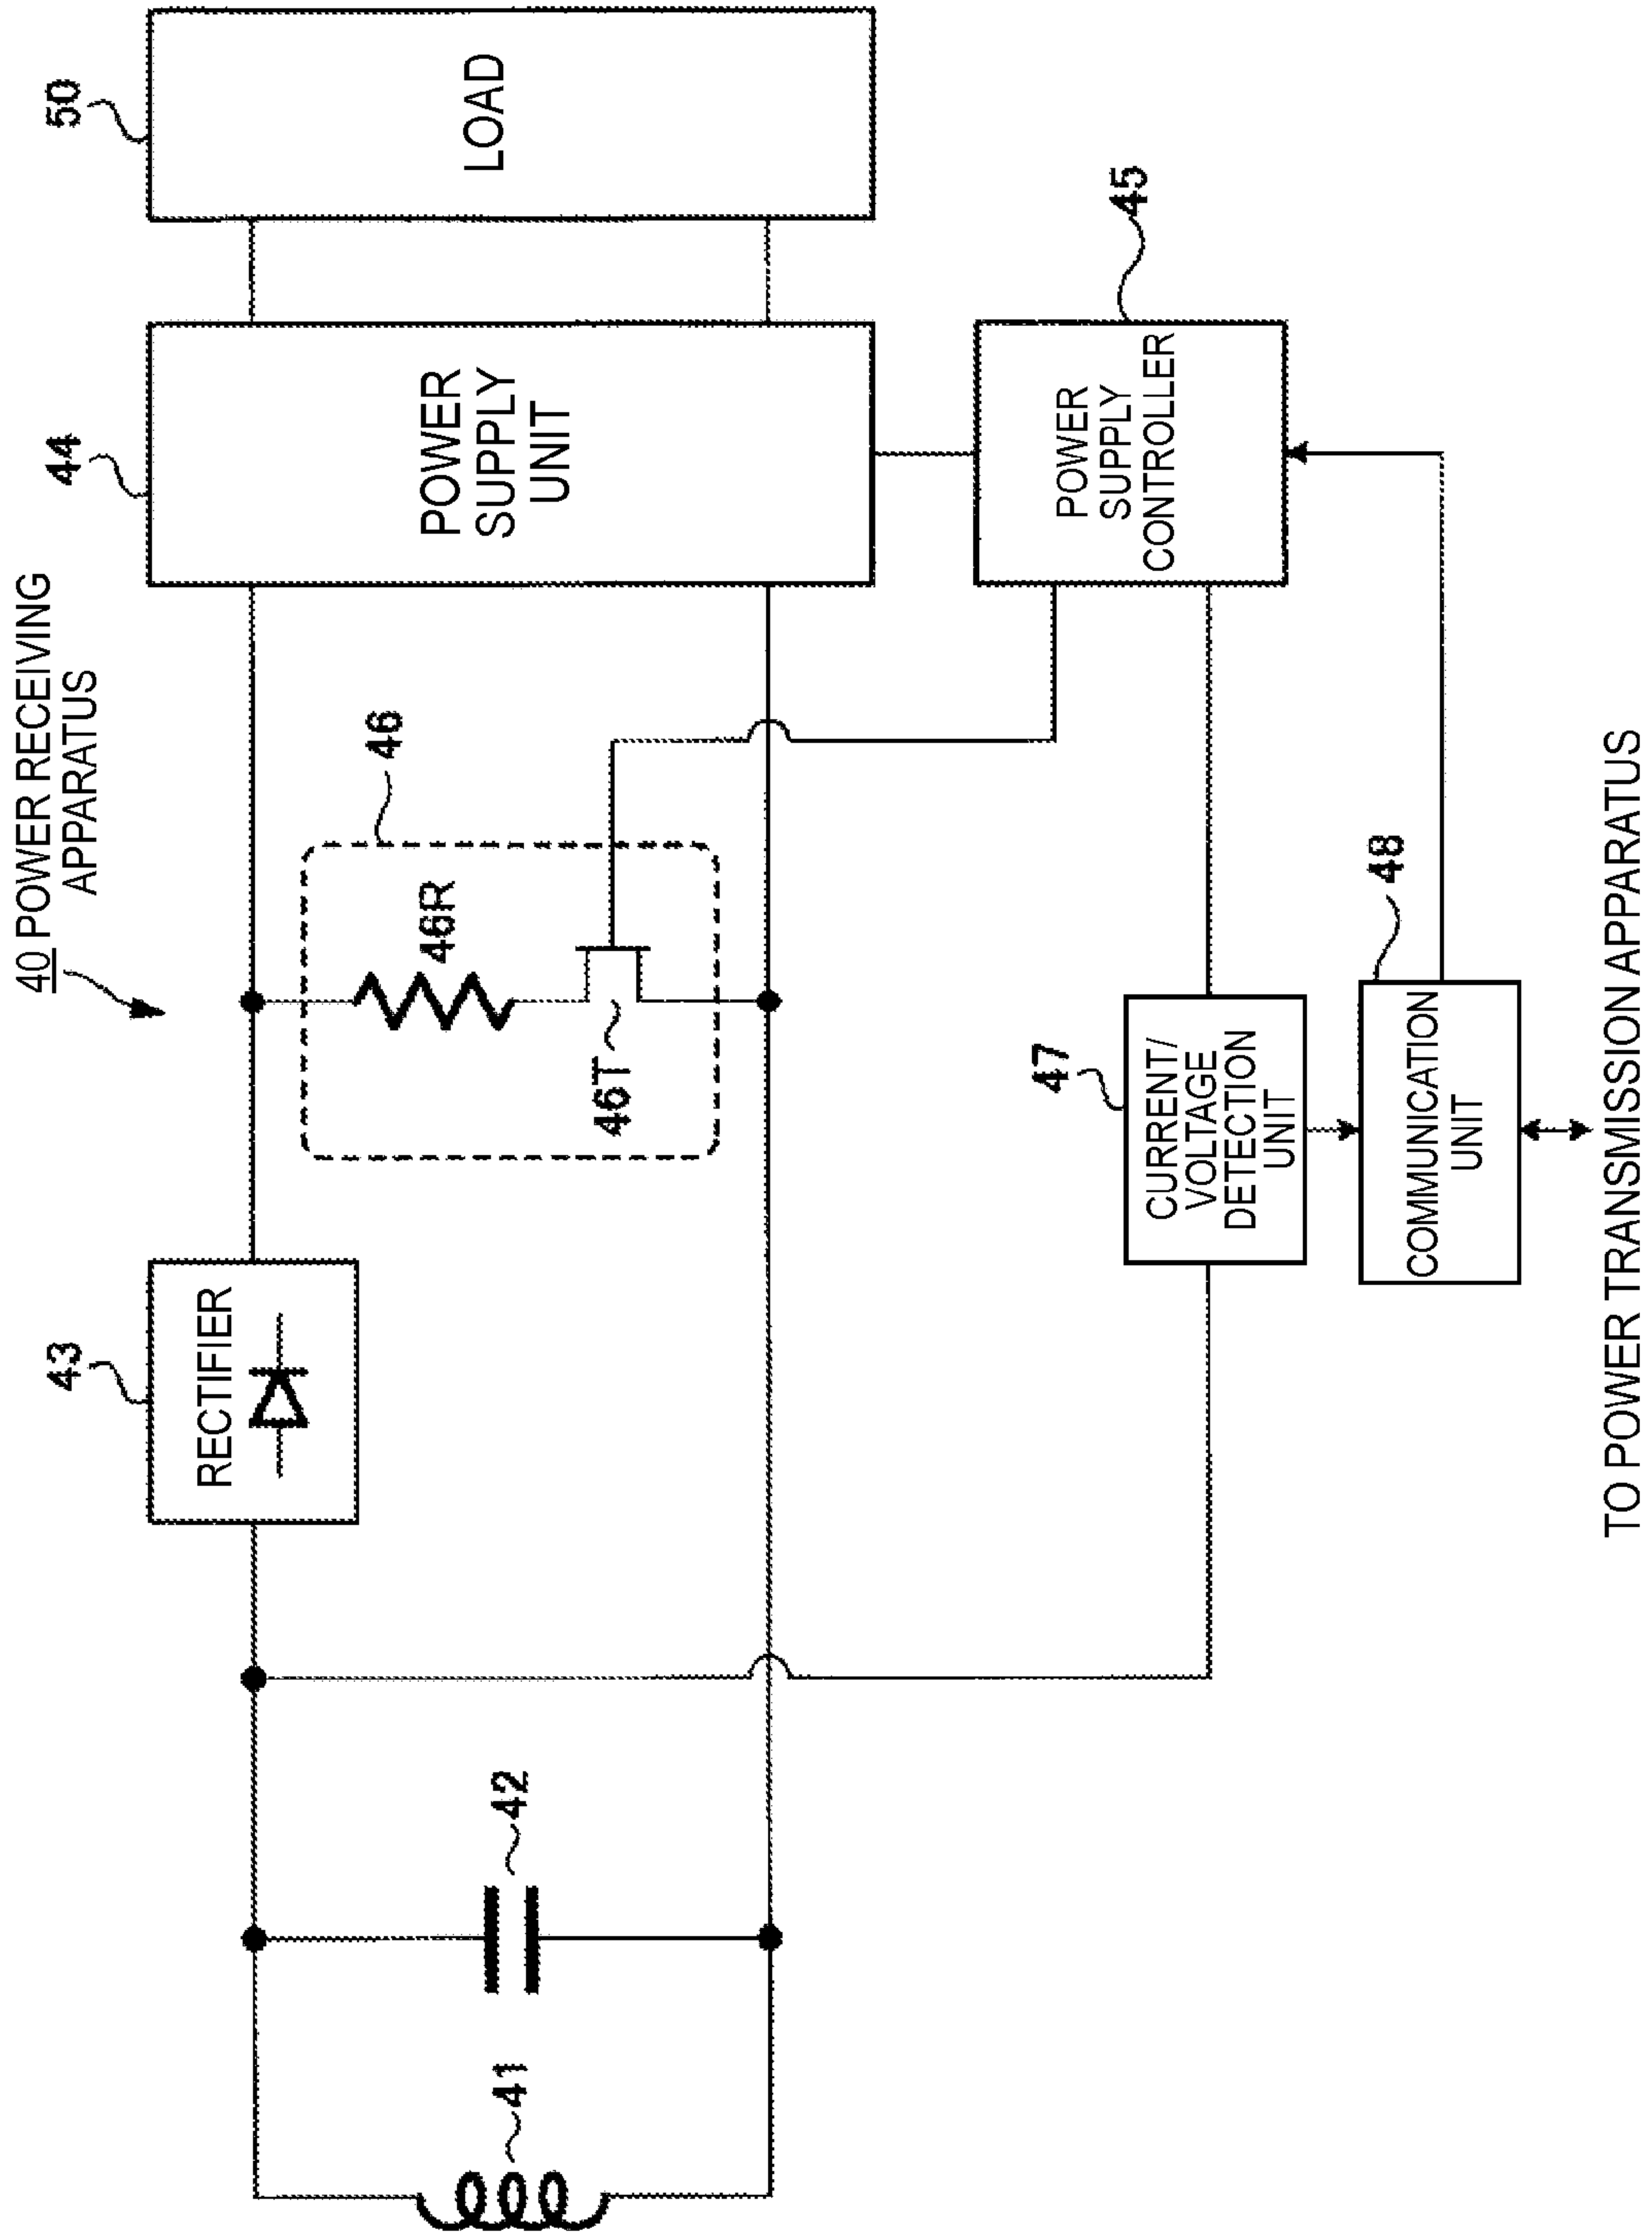 40 POWER RECEIVING
APPARATUS
41
42
43
RECTIFIER
46
46R
46T
44
POWER
SUPPLY
UNIT
50
LOAD
47
CURRENT/
VOLTAGE
DETECTION
UNIT
45
POWER
SUPPLY
CONTROLLER
48
COMMUNICATION
UNIT
TO POWER TRANSMISSION APPARATUS